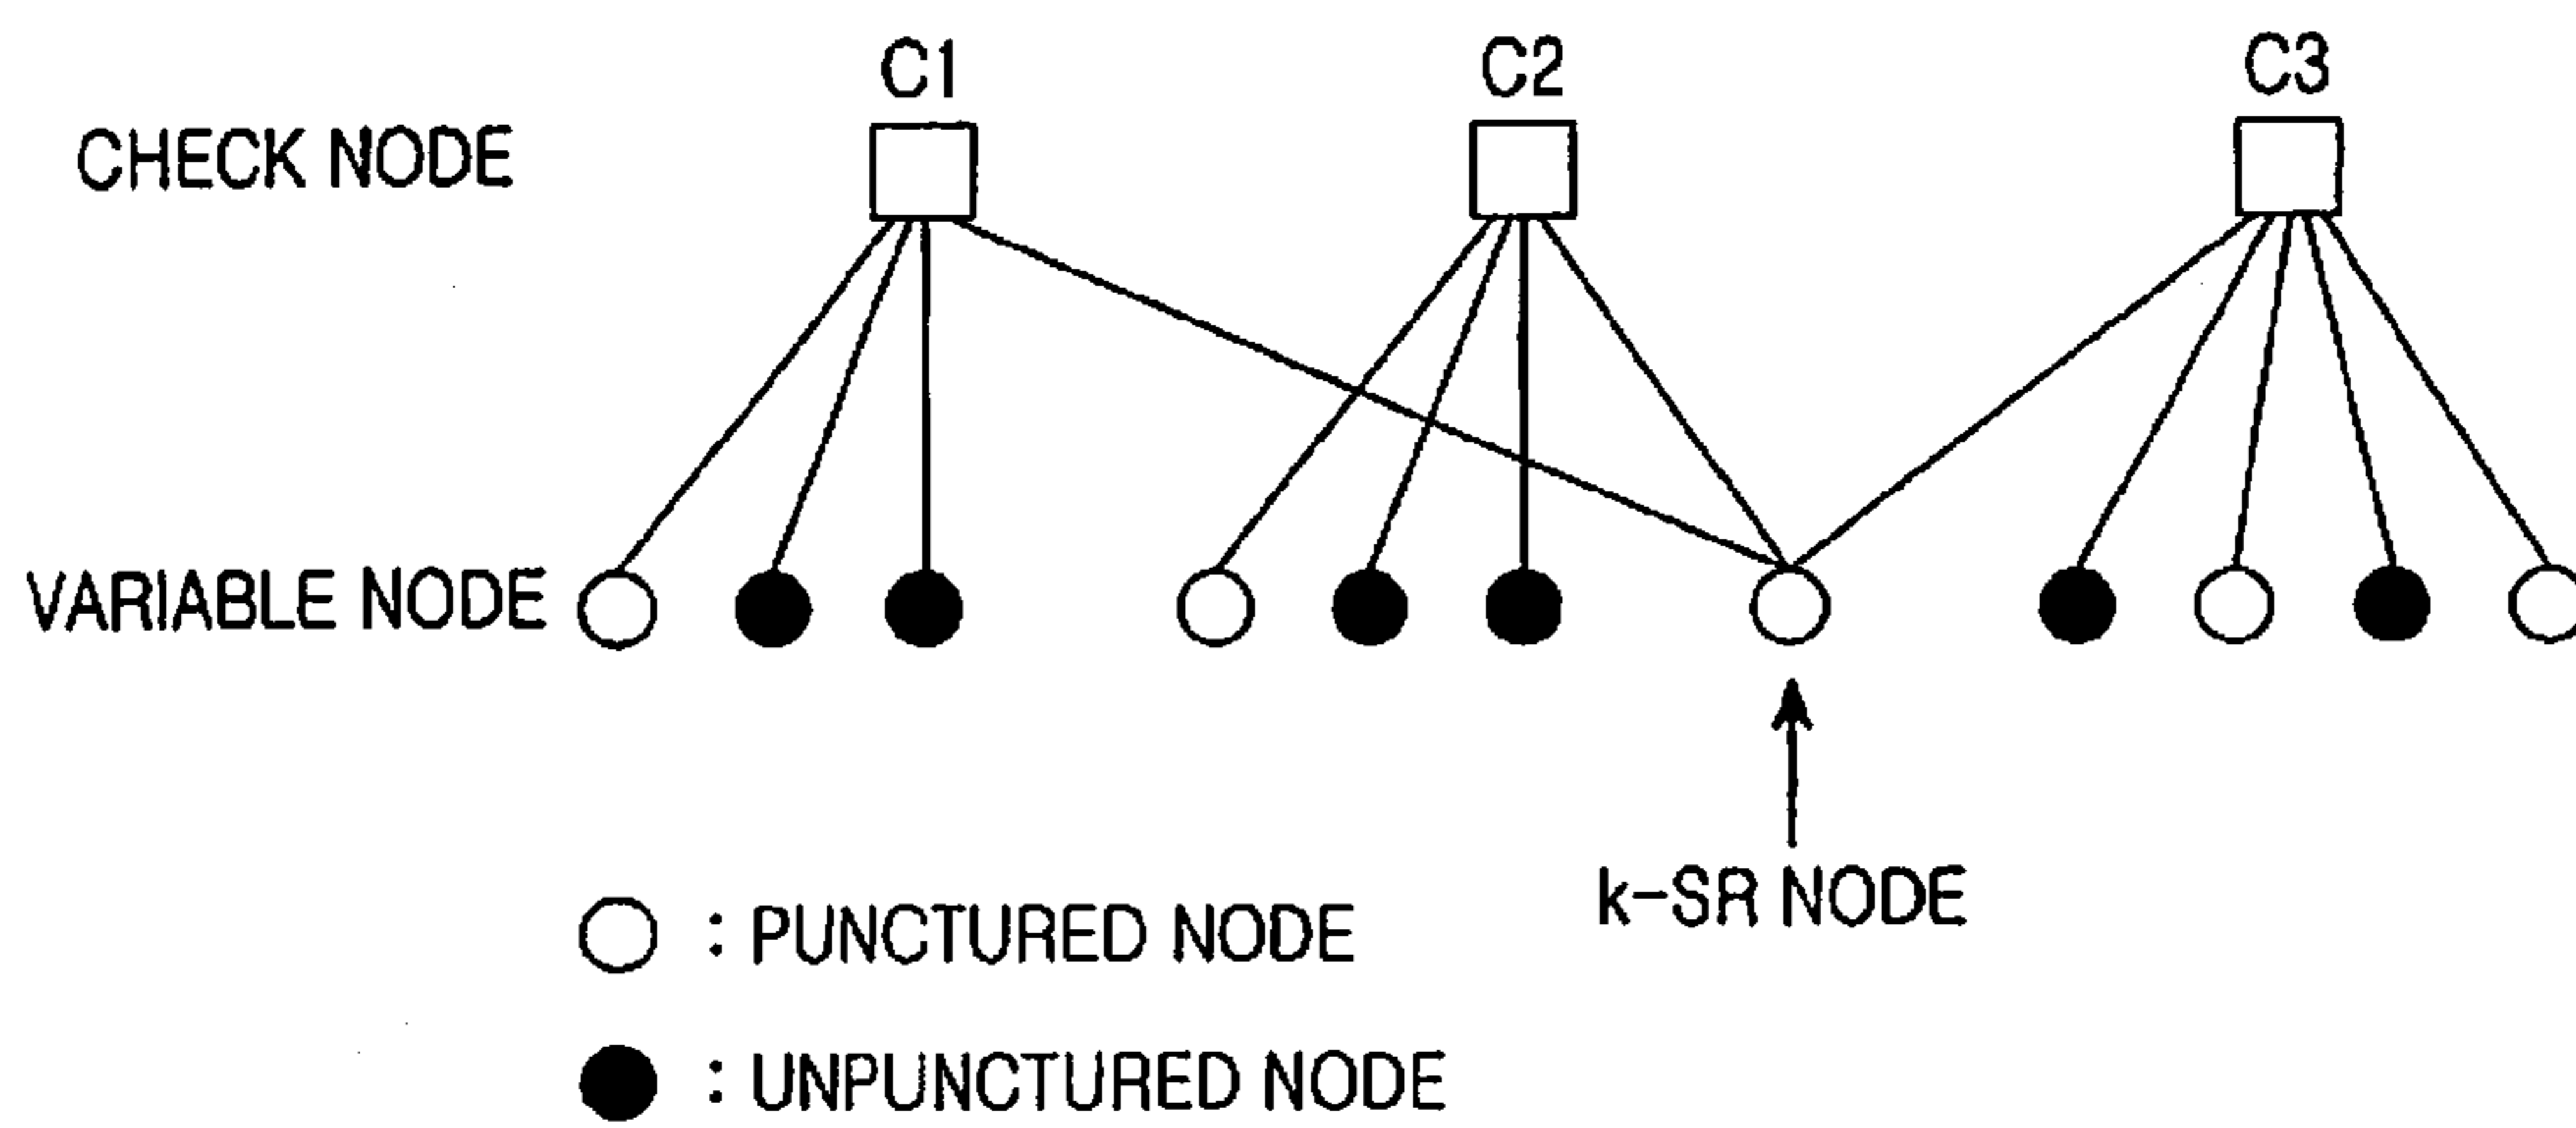 C1 C2 C3
CHECK NODE
VARIABLE NODE
k-SR NODE
: PUNCTURED NODE
: UNPUNCTURED NODE